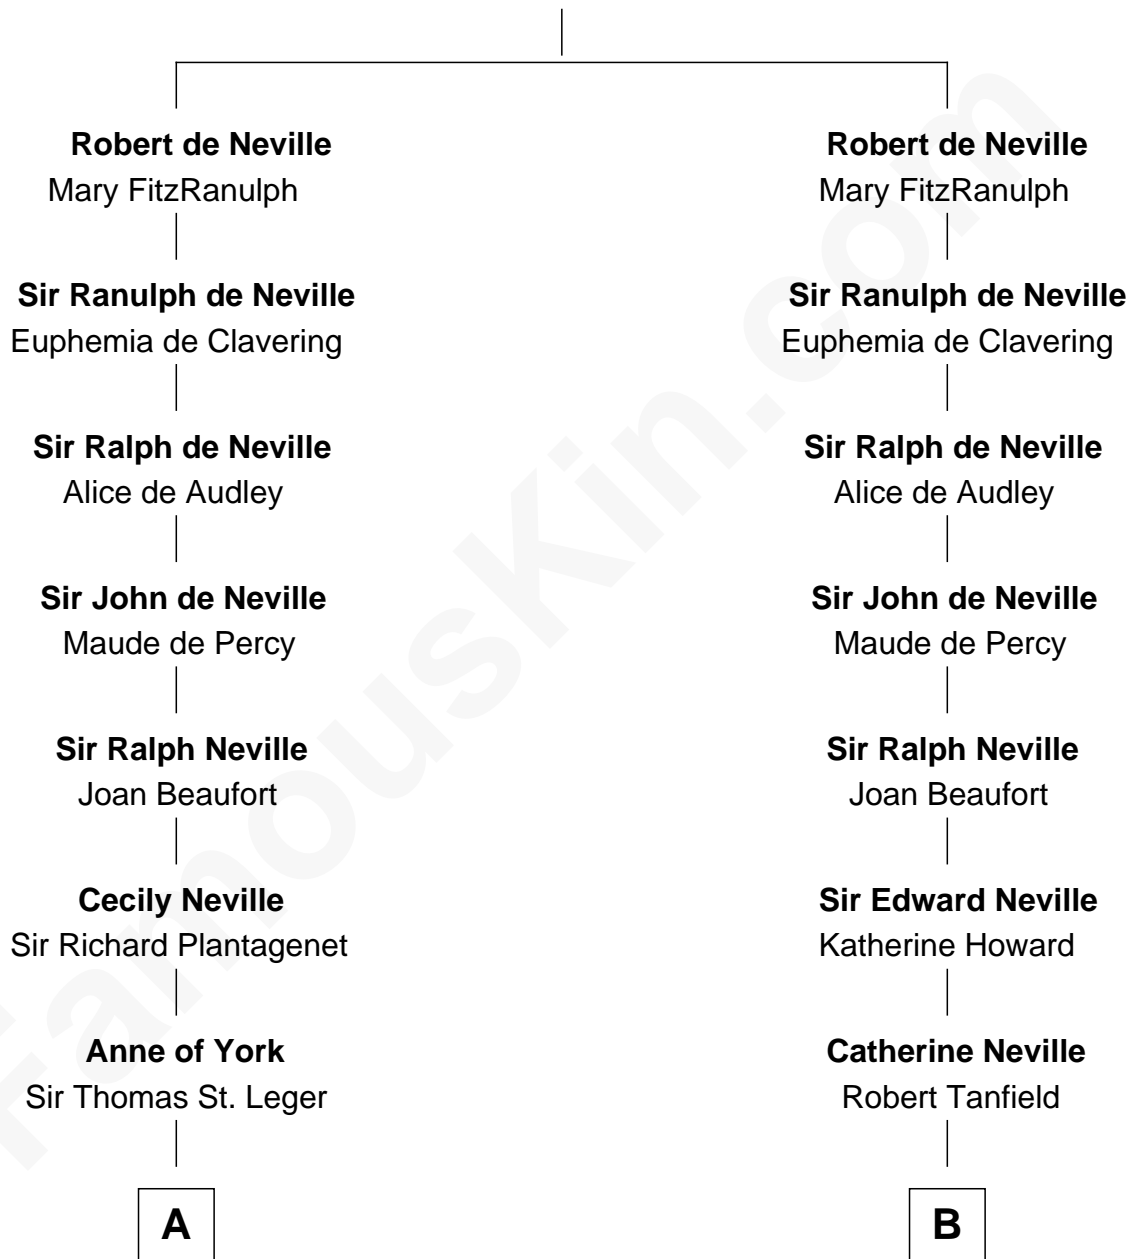 Robert de Neville
Mary FitzRanulph
Sir Ranulph de Neville
Euphemia de Clavering
Sir Ralph de Neville
Alice de Audley
Sir John de Neville
Maude de Percy
Sir Ralph Neville
Joan Beaufort
Cecily Neville
Sir Richard Plantagenet
Anne of York
Sir Thomas St. Leger
A
Robert de Neville
Mary FitzRanulph
Sir Ranulph de Neville
Euphemia de Clavering
Sir Ralph de Neville
Alice de Audley
Sir John de Neville
Maude de Percy
Sir Ralph Neville
Joan Beaufort
Sir Edward Neville
Katherine Howard
Catherine Neville
Robert Tanfield
B
FamousKin.com